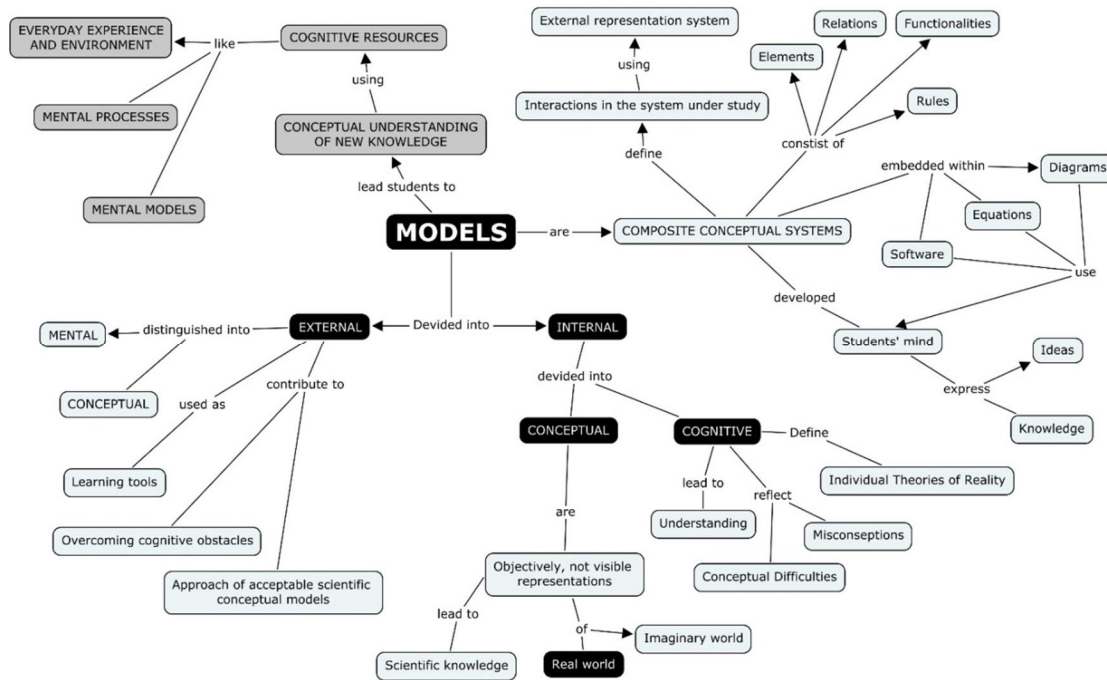 EVERYDAY EXPERIENCE
AND ENVIRONMENT
like
COGNITIVE RESOURCES
using
MENTAL PROCESSES
CONCEPTUAL UNDERSTANDING
OF NEW KNOWLEDGE
MENTAL MODELS
lead students to
MODELS
are
COMPOSITE CONCEPTUAL SYSTEMS
External representation system
using
Interactions in the system under study
define
Elements
Relations
Functionalities
Rules
constist of
embedded within
Diagrams
Equations
Software
use
developed
Students' mind
express
Ideas
Knowledge
Devided into
EXTERNAL
INTERNAL
distinguished into
MENTAL
CONCEPTUAL
used as
Learning tools
contribute to
Overcoming cognitive obstacles
Approach of acceptable scientific
conceptual models
devided into
CONCEPTUAL
COGNITIVE
Define
Individual Theories of Reality
lead to
Understanding
reflect
Misconseptions
Conceptual Difficulties
are
Objectively, not visible
representations
lead to
Scientific knowledge
of
Imaginary world
Real world